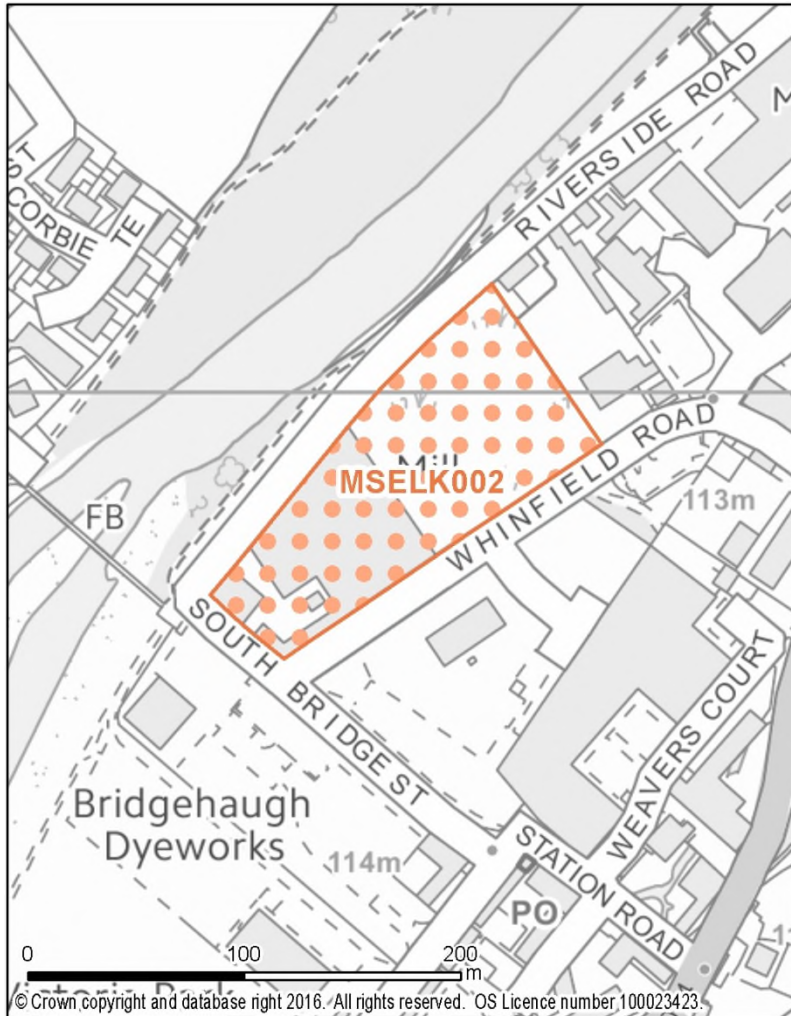 RIVERSIDE ROAD
M
ST
CORBIE
TE
Mill
MSELK002
WHINFIELD ROAD
113m
FB
SOUTH BRIDGE ST
WEAVERS COURT
Bridgehaugh
Dyeworks
114m
STATION ROAD
PO
0 100 200
m
Victoria Park
© Crown copyright and database right 2016. All rights reserved. OS Licence number 100023423.